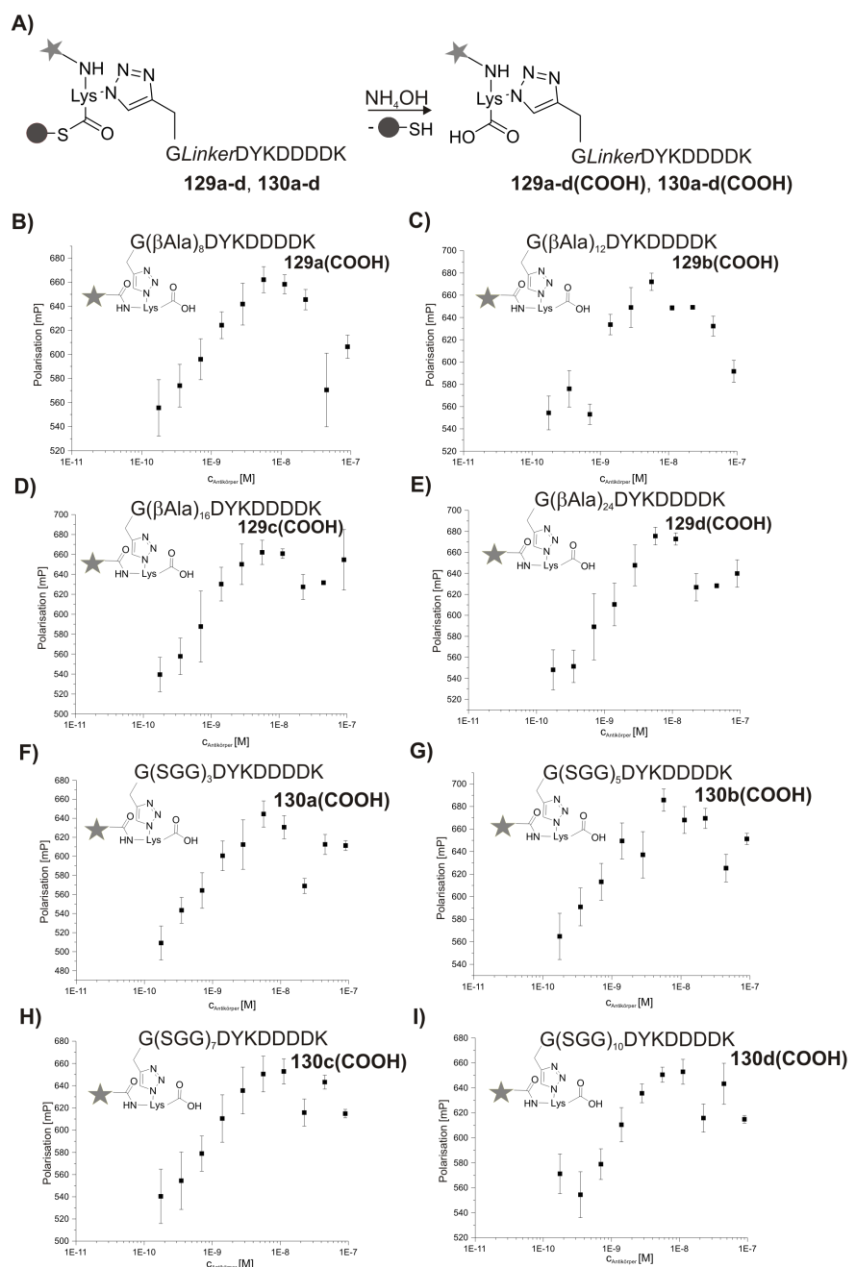 A)
NH
N=N
Lys
N
N
S
O
GLinkerDYKDDDDK
129a-d, 130a-d
NH₄OH
- SH
NH
N=N
Lys
N
N
HO
O
GLinkerDYKDDDDK
129a-d(COOH), 130a-d(COOH)
B)
G(βAla)₈DYKDDDDK
129a(COOH)
O
N
N
N
O
HN
Lys
OH
Polarisation [mP]
680
660
640
620
600
580
560
540
520
1E-11
1E-10
1E-9
1E-8
1E-7
cAntikörper [M]
C)
G(βAla)₁₂DYKDDDDK
129b(COOH)
O
N
N
N
O
HN
Lys
OH
Polarisation [mP]
700
680
660
640
620
600
580
560
540
520
1E-11
1E-10
1E-9
1E-8
1E-7
cAntikörper [M]
D)
G(βAla)₁₆DYKDDDDK
129c(COOH)
O
N
N
N
O
HN
Lys
OH
Polarisation [mP]
700
680
660
640
620
600
580
560
540
520
500
1E-11
1E-10
1E-9
1E-8
1E-7
cAntikörper [M]
E)
G(βAla)₂₄DYKDDDDK
129d(COOH)
O
N
N
N
O
HN
Lys
OH
Polarisation [mP]
700
680
660
640
620
600
580
560
540
520
1E-11
1E-10
1E-9
1E-8
1E-7
cAntikörper [M]
F)
G(SGG)₃DYKDDDDK
130a(COOH)
O
N
N
N
O
HN
Lys
OH
Polarisation [mP]
680
660
640
620
600
580
560
540
520
500
480
1E-11
1E-10
1E-9
1E-8
1E-7
cAntikörper [M]
G)
G(SGG)₅DYKDDDDK
130b(COOH)
O
N
N
N
O
HN
Lys
OH
Polarisation [mP]
700
680
660
640
620
600
580
560
540
1E-11
1E-10
1E-9
1E-8
1E-7
cAntikörper [M]
H)
G(SGG)₇DYKDDDDK
130c(COOH)
O
N
N
N
O
HN
Lys
OH
Polarisation [mP]
680
660
640
620
600
580
560
540
520
500
1E-11
1E-10
1E-9
1E-8
1E-7
cAntikörper [M]
I)
G(SGG)₁₀DYKDDDDK
130d(COOH)
O
N
N
N
O
HN
Lys
OH
Polarisation [mP]
680
660
640
620
600
580
560
540
520
1E-11
1E-10
1E-9
1E-8
1E-7
cAntikörper [M]